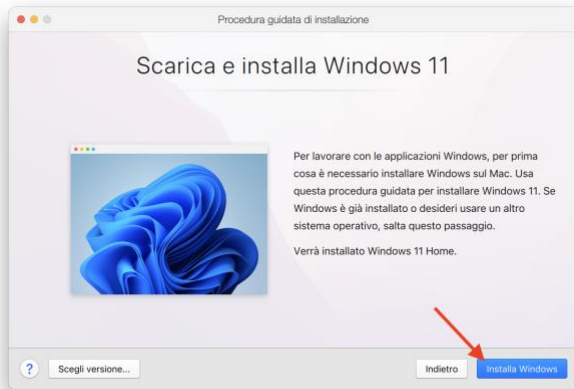 Procedura guidata di installazione
Scarica e installa Windows 11
Per lavorare con le applicazioni Windows, per prima
cosa è necessario installare Windows sul Mac. Usa
questa procedura guidata per installare Windows 11. Se
Windows è già installato o desideri usare un altro
sistema operativo, salta questo passaggio.
Verrà installato Windows 11 Home.
? Scegli versione... Indietro Installa Windows